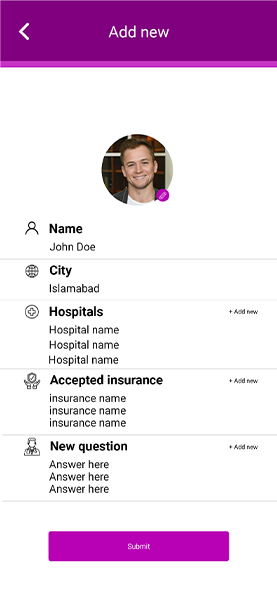 Add new
Name
John Doe
City
Islamabad
Hospitals
+ Add new
Hospital name
Hospital name
Hospital name
Accepted insurance
+ Add new
insurance name
insurance name
insurance name
New question
+ Add new
Answer here
Answer here
Answer here
Submit